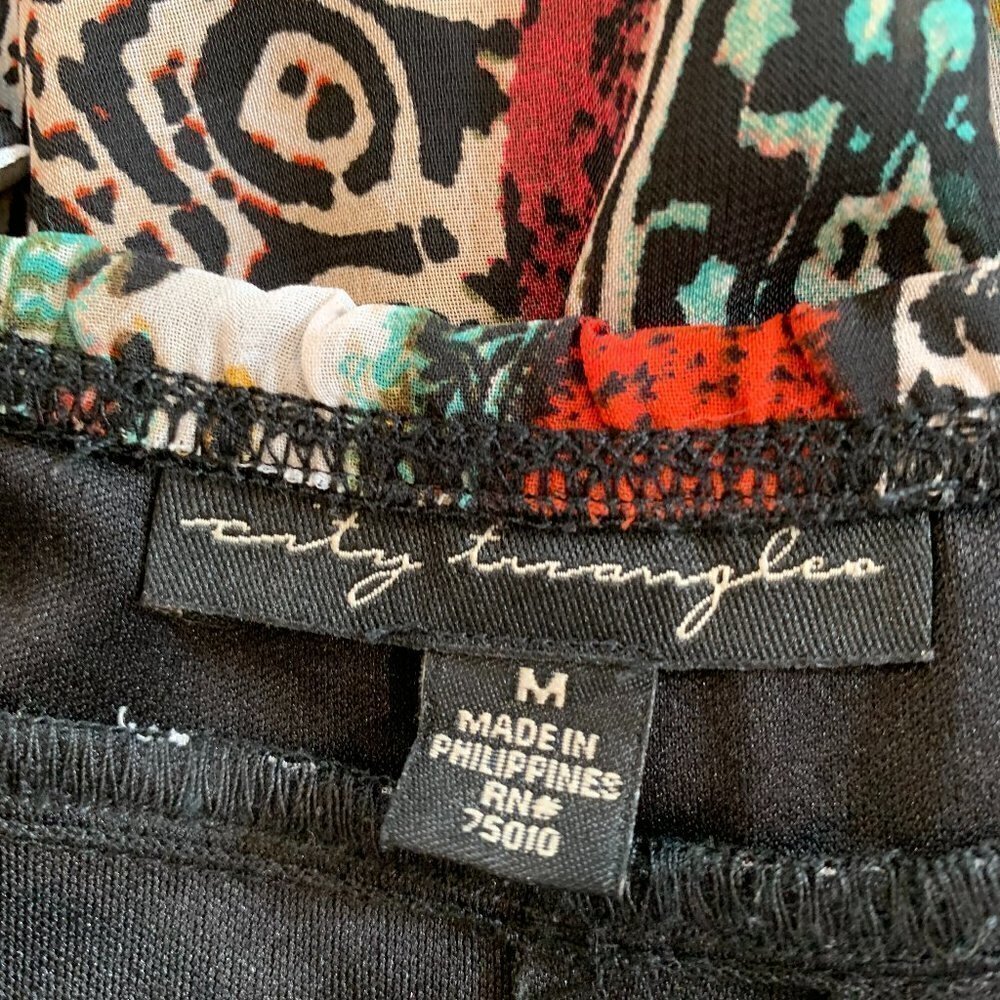 city triangles
M
MADE IN
PHILIPPINES
RN#
75010